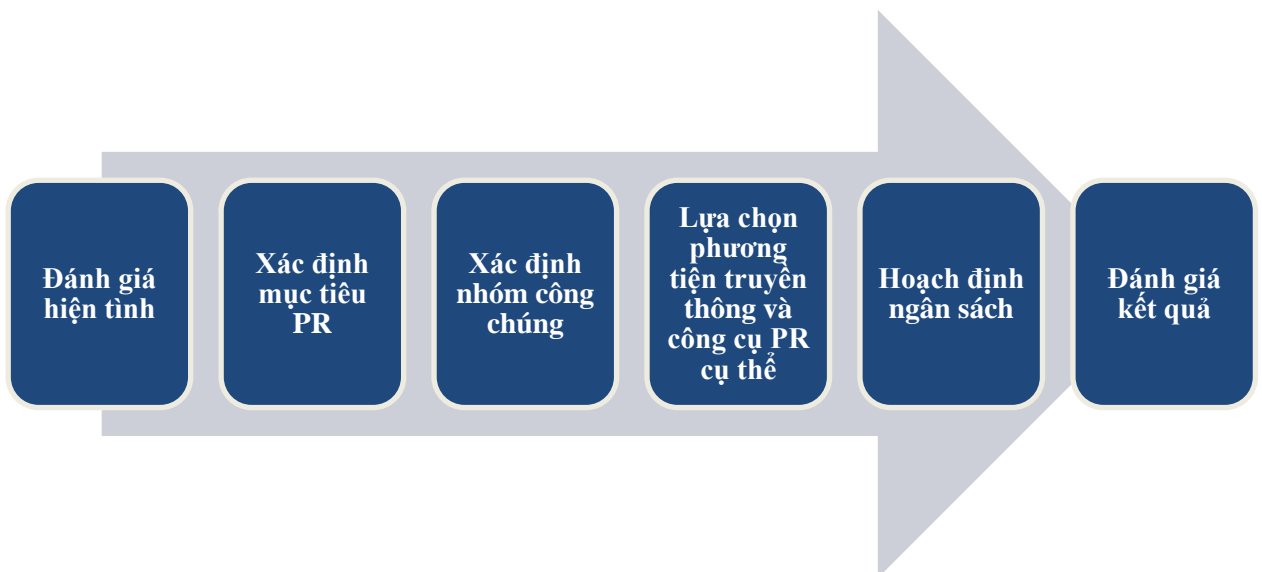 Đánh giá
hiện tình
Xác định
mục tiêu
PR
Xác định
nhóm công
chúng
Lựa chọn
phương
tiện truyền
thông và
công cụ PR
cụ thể
Hoạch định
ngân sách
Đánh giá
kết quả